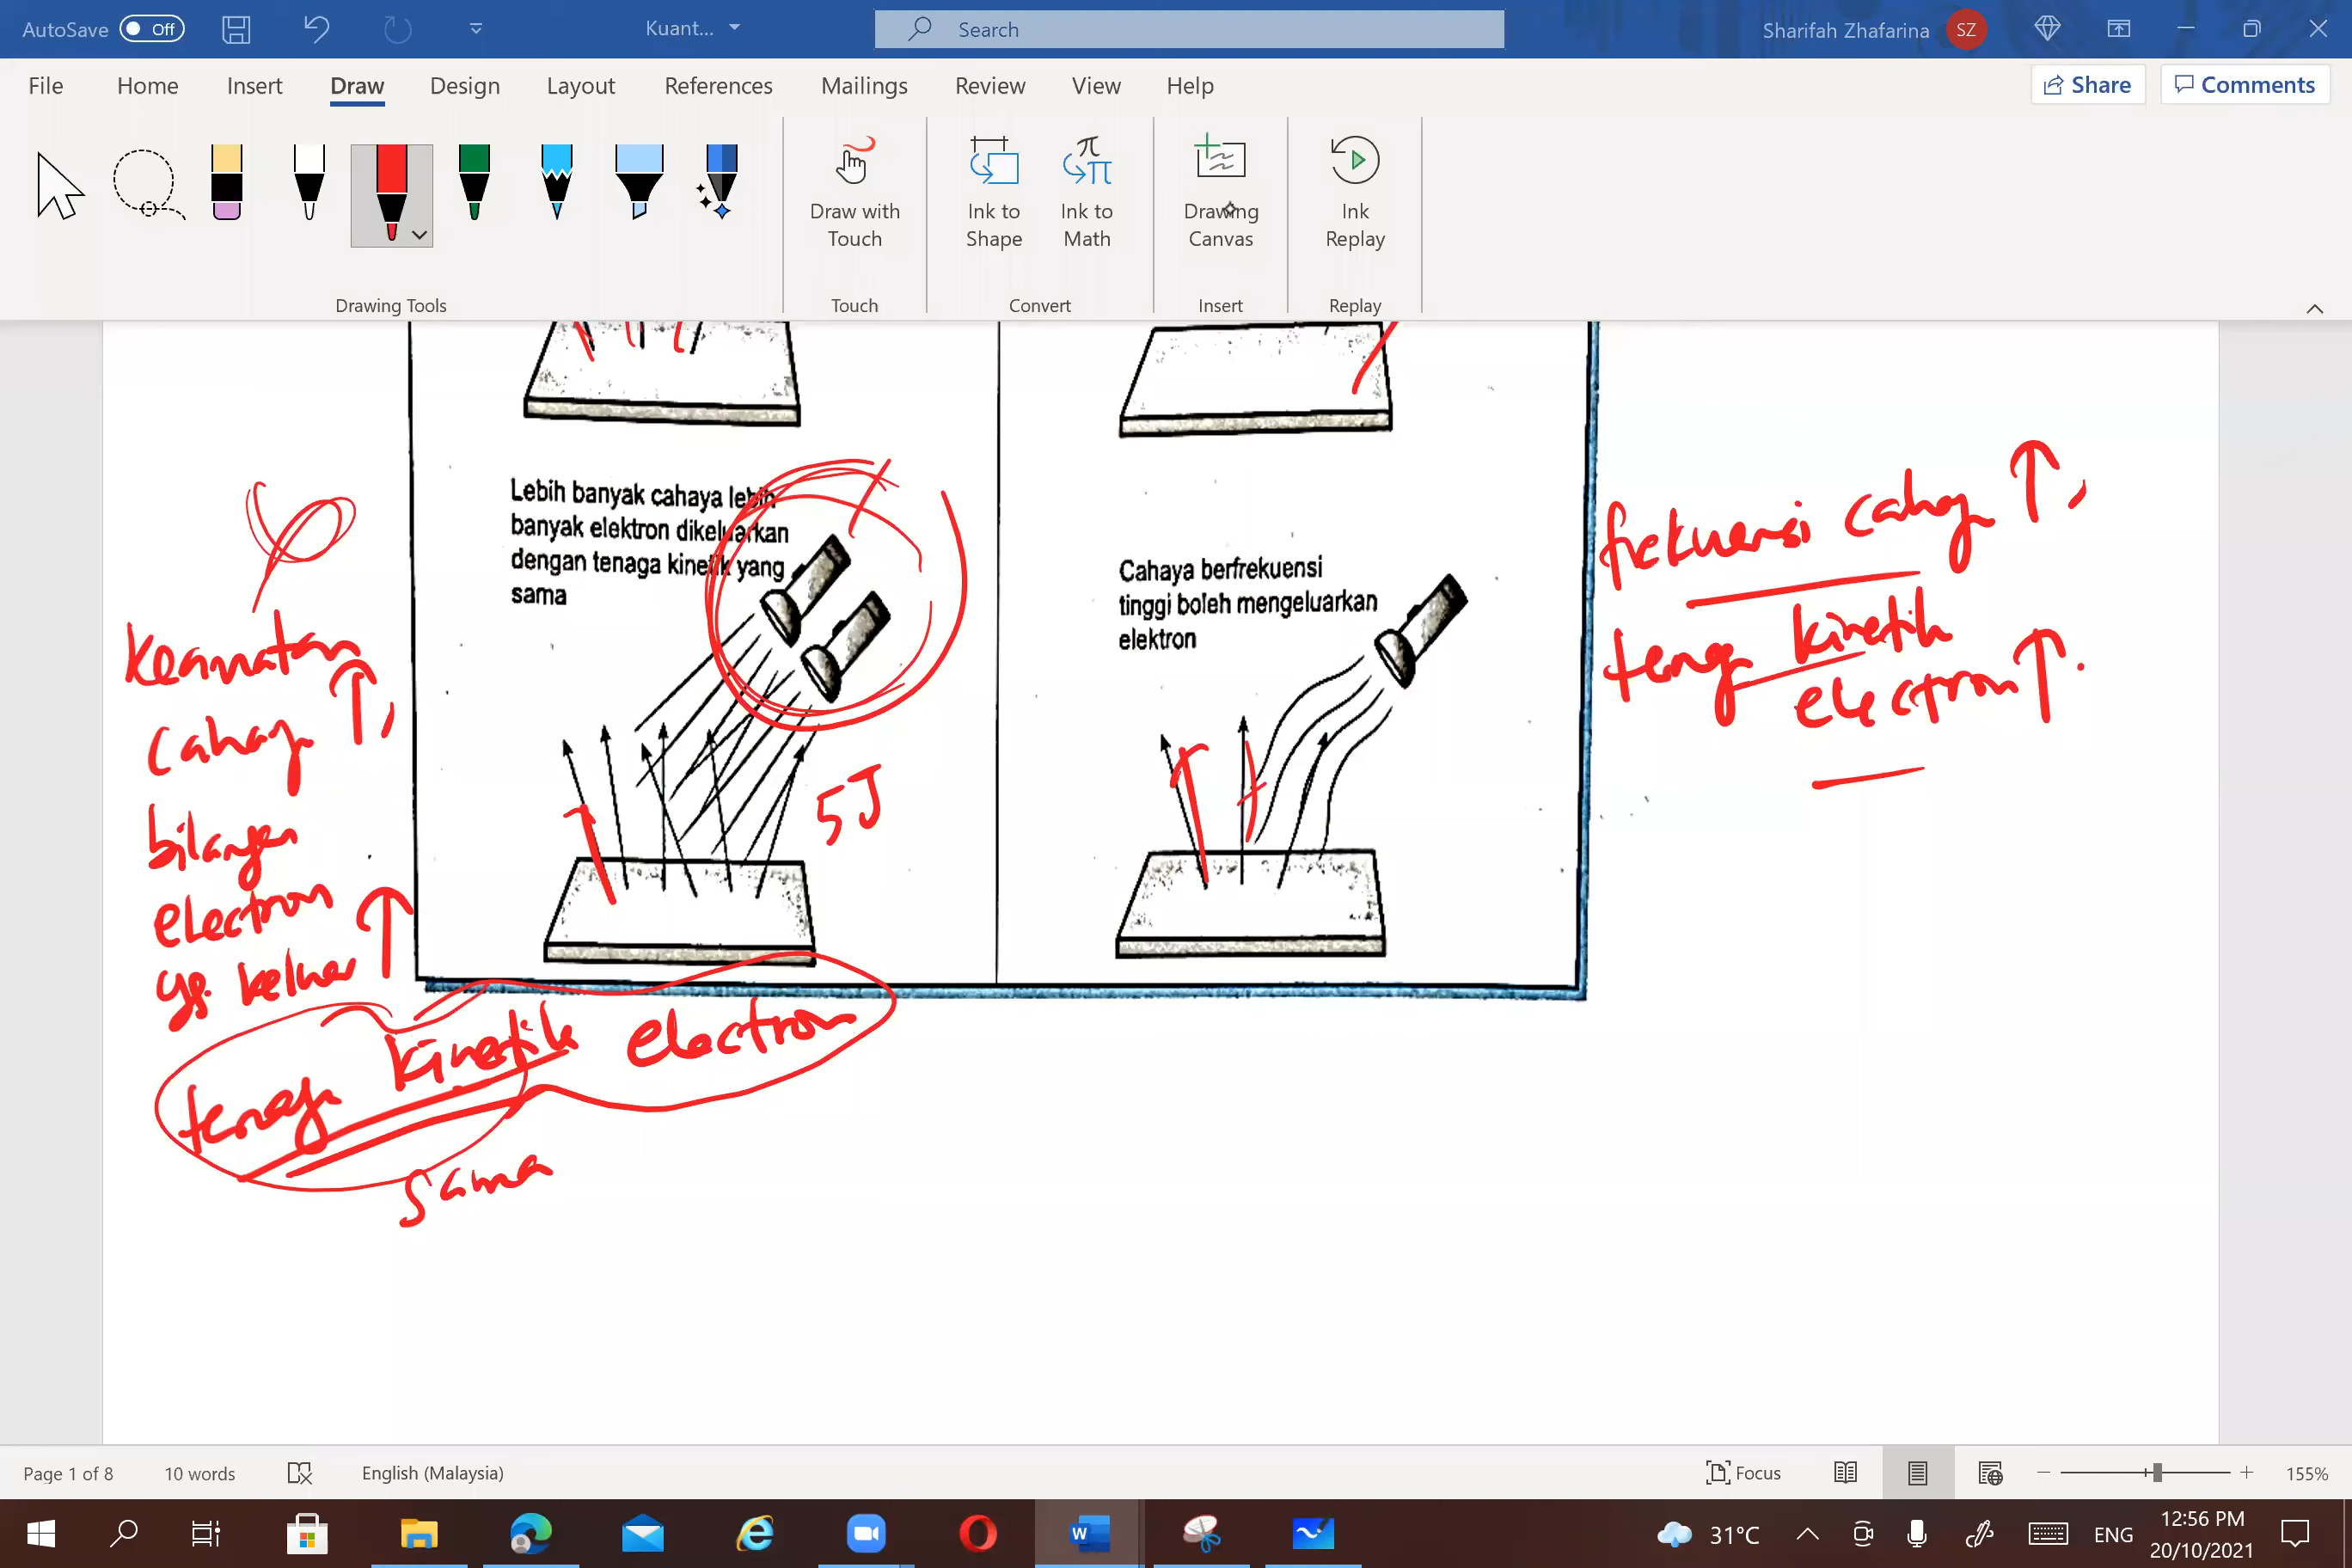 AutoSave Off
Kuant...
Search
Sharifah Zhafarina SZ
File Home Insert Draw Design Layout References Mailings Review View Help
Share Comments
Draw with Touch
Ink to Shape
Ink to Math
Drawing Canvas
Ink Replay
Drawing Tools Touch Convert Insert Replay
Lebih banyak cahaya lebih
banyak elektron dikeluarkan
dengan tenaga kinetik yang
sama
Cahaya berfrekuensi
tinggi boleh mengeluarkan
elektron
5J
keamatan
cahaya ↑,
bilangan
electron
yg. keluar ↑
tenaga kinetik electron
sama
frekuensi cahaya ↑,
tenaga kinetik
electron ↑.
Page 1 of 8 10 words English (Malaysia) Focus 155%
31°C ENG
12:56 PM
20/10/2021